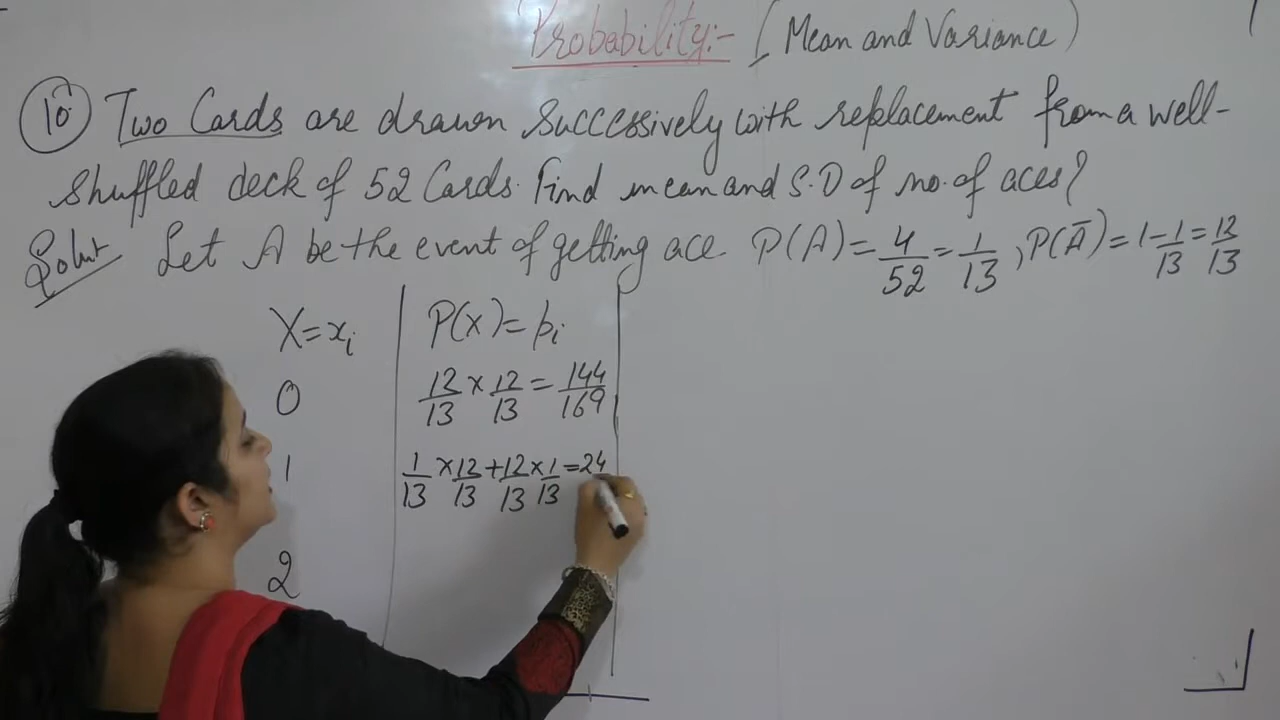 Probability:- (Mean and Variance)
10 Two Cards are drawn Successively with replacement from a well-
shuffled deck of 52 Cards. Find mean and S.D of no. of aces?
Solut Let A be the event of getting ace. P(A) = 4/52 = 1/13, P(Ā) = 1 - 1/13 = 12/13
X = xᵢ P(X) = pᵢ
0 12/13 × 12/13 = 144/169
1 1/13 × 12/13 + 12/13 × 1/13 = 24
2